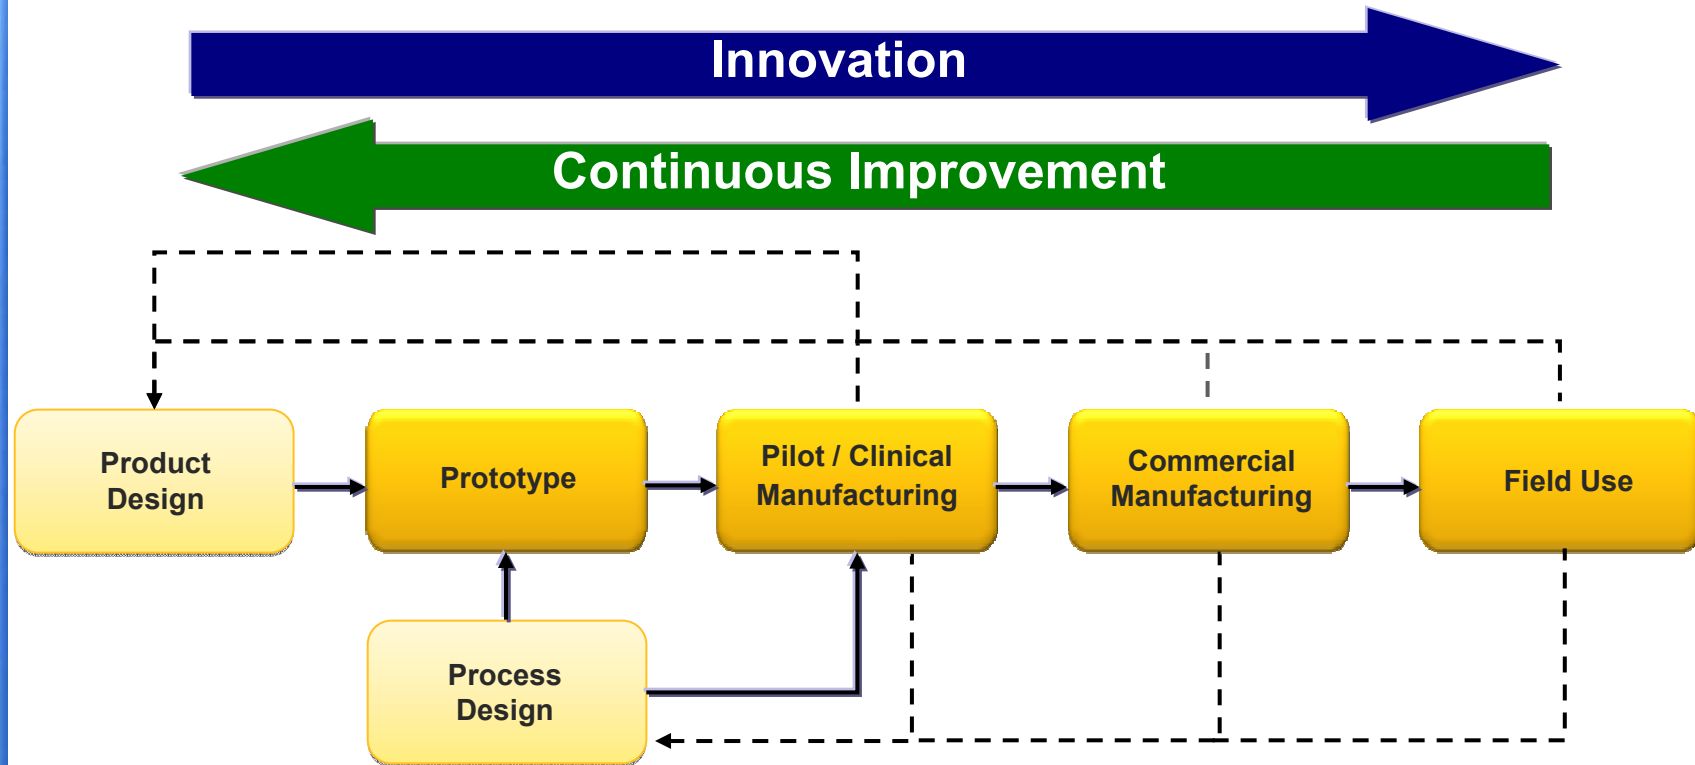 Innovation
Continuous Improvement
Product
Design
Prototype
Pilot / Clinical
Manufacturing
Commercial
Manufacturing
Field Use
Process
Design